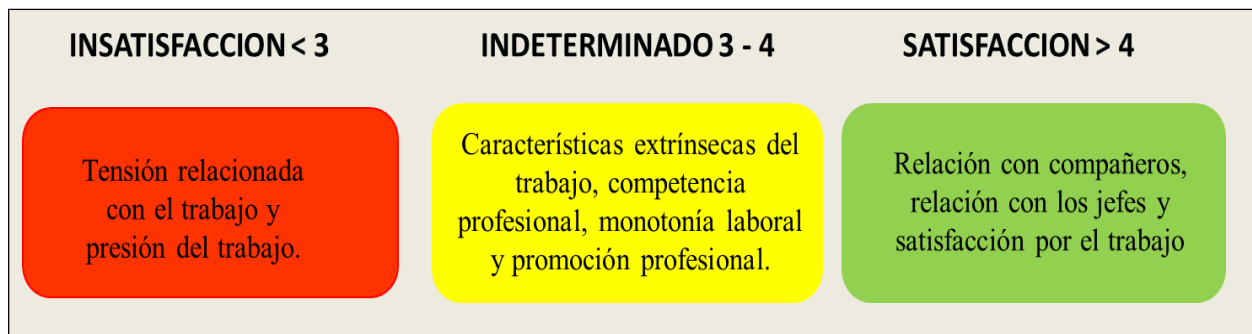 INSATISFACCION < 3
INDETERMINADO 3 - 4
SATISFACCION > 4
Tensión relacionada
con el trabajo y
presión del trabajo.
Características extrínsecas del
trabajo, competencia
profesional, monotonía laboral
y promoción profesional.
Relación con compañeros,
relación con los jefes y
satisfacción por el trabajo